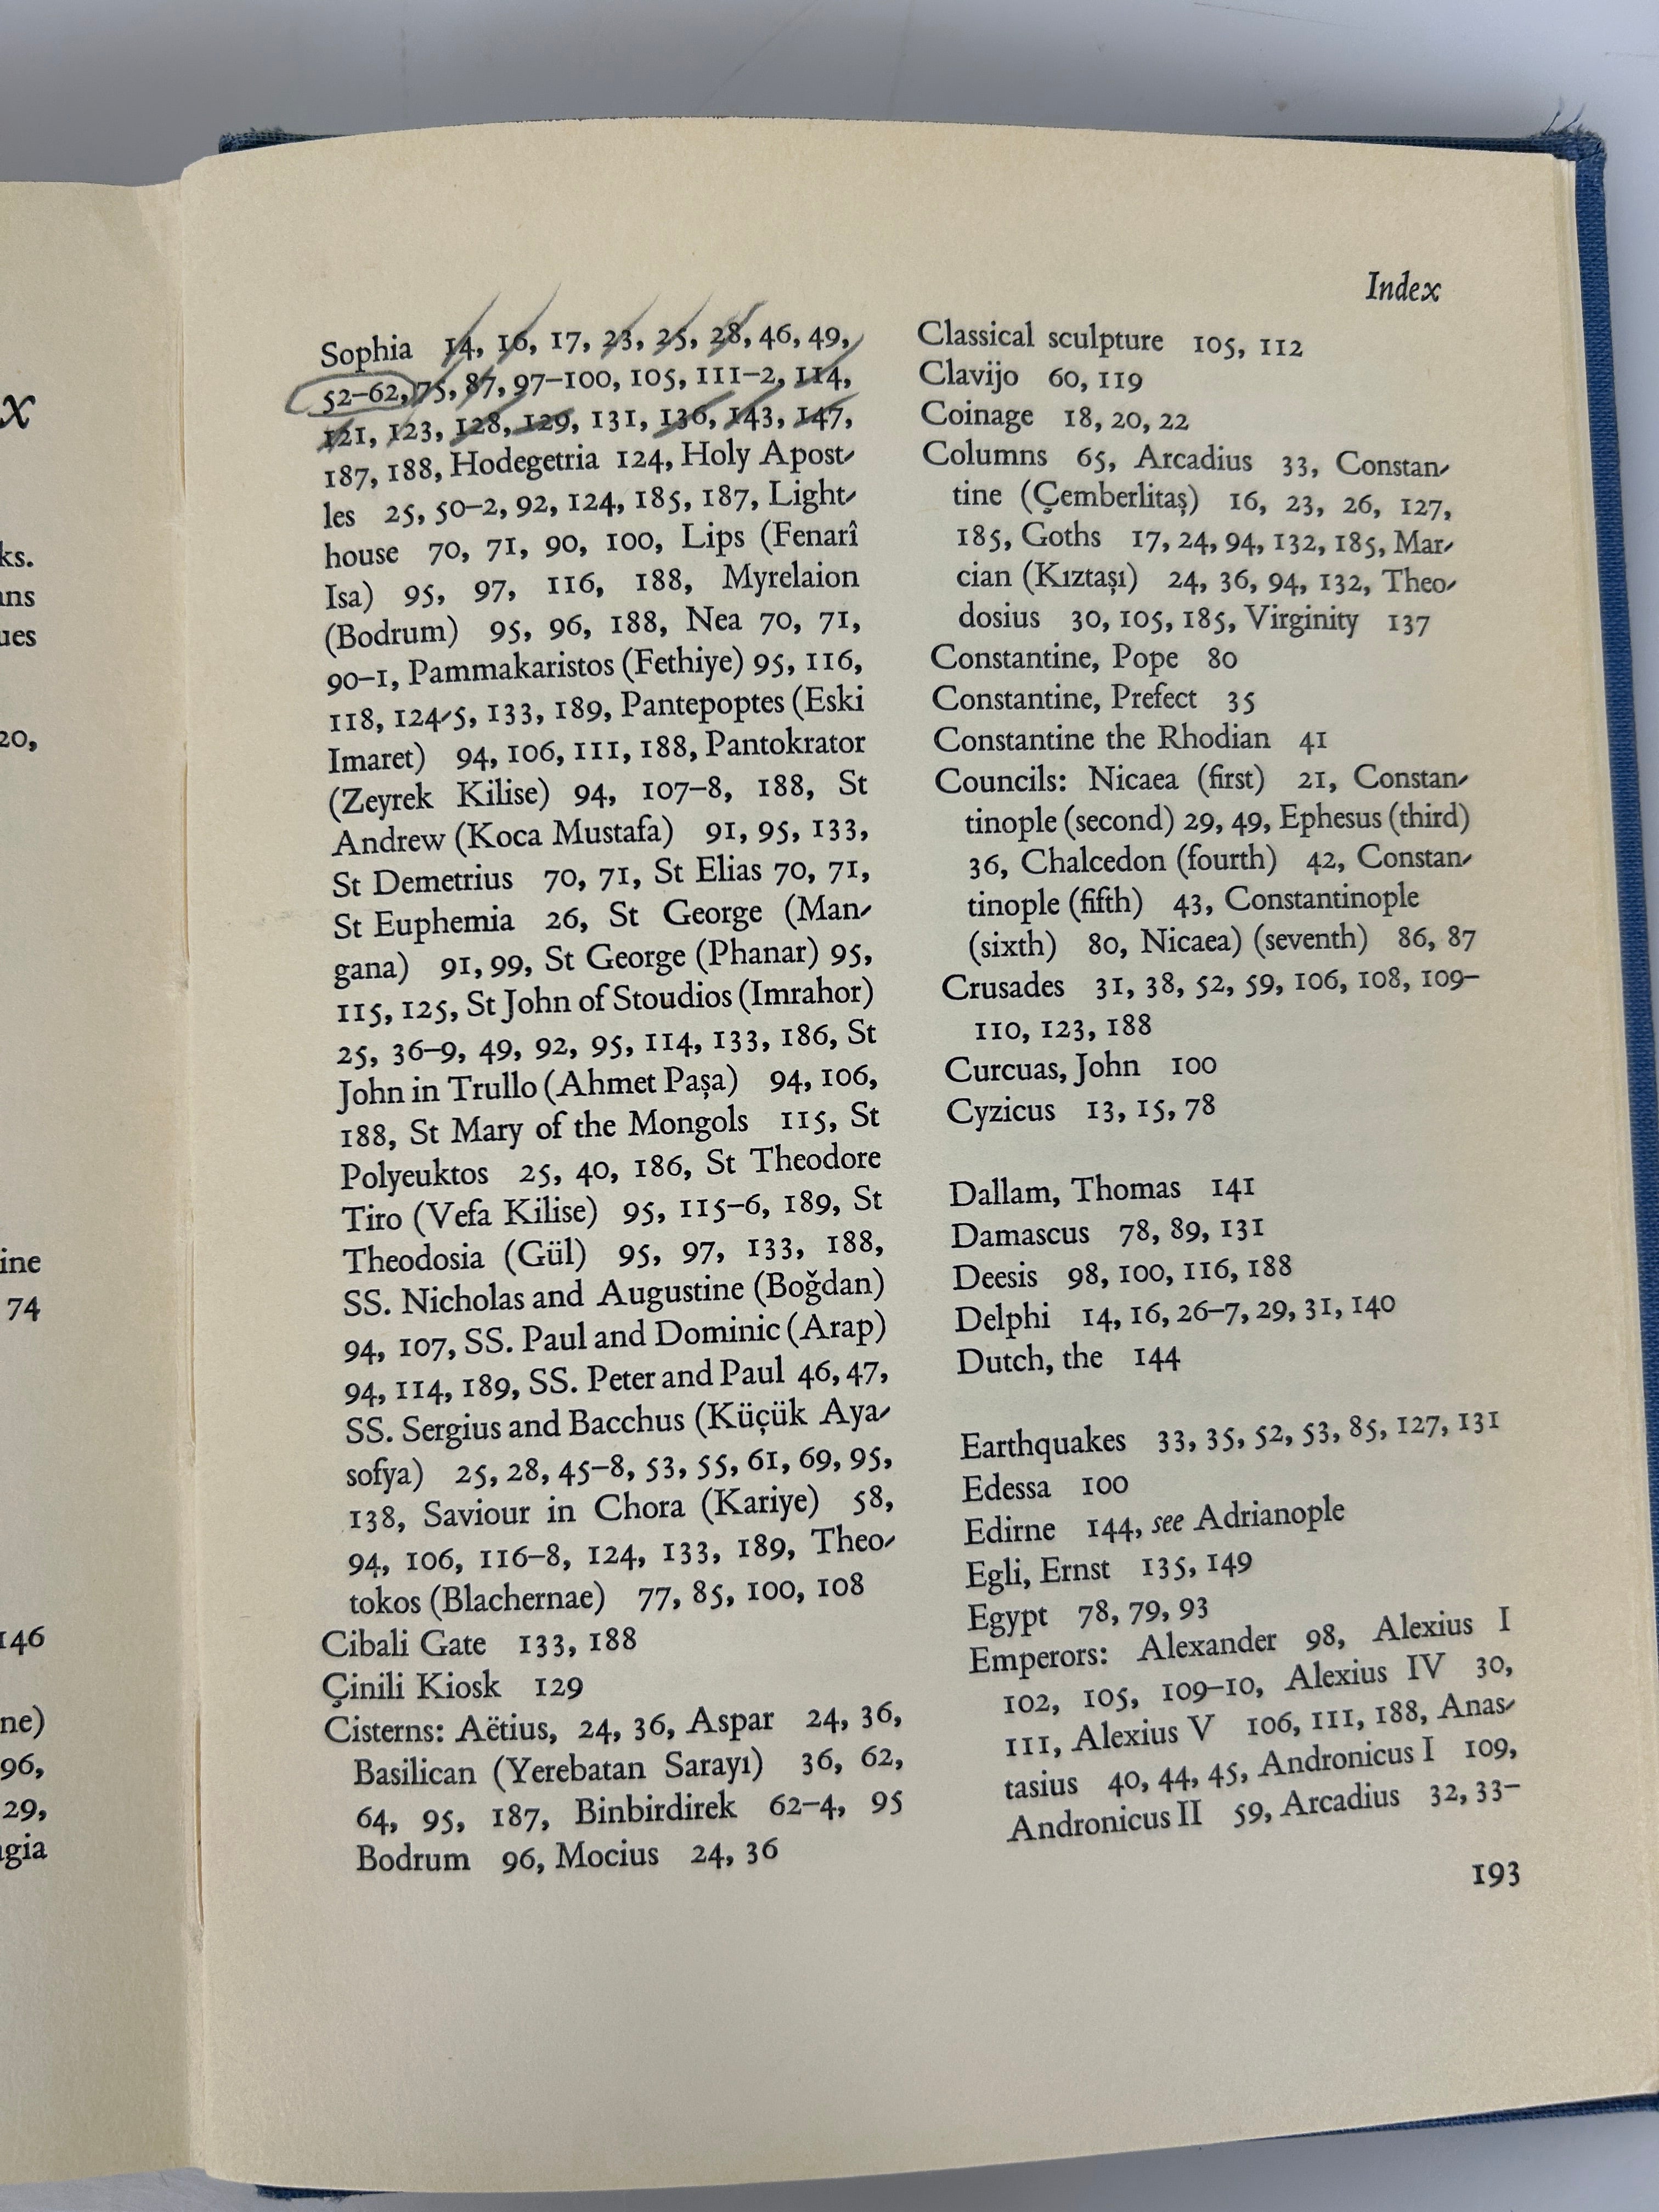 x
ks.
ans
ues
20,
ine
74
146
ne)
96,
29,
agia
Index
Sophia 14, 16, 17, 23, 25, 28, 46, 49,
52–62, 75, 87, 97–100, 105, 111–2, 114,
121, 123, 128, 129, 131, 136, 143, 147,
187, 188, Hodegetria 124, Holy Apost-
les 25, 50–2, 92, 124, 185, 187, Light-
house 70, 71, 90, 100, Lips (Fenarî
Isa) 95, 97, 116, 188, Myrelaion
(Bodrum) 95, 96, 188, Nea 70, 71,
90–1, Pammakaristos (Fethiye) 95, 116,
118, 124-5, 133, 189, Pantepoptes (Eski
Imaret) 94, 106, 111, 188, Pantokrator
(Zeyrek Kilise) 94, 107–8, 188, St
Andrew (Koca Mustafa) 91, 95, 133,
St Demetrius 70, 71, St Elias 70, 71,
St Euphemia 26, St George (Man-
gana) 91, 99, St George (Phanar) 95,
115, 125, St John of Stoudios (Imrahor)
25, 36–9, 49, 92, 95, 114, 133, 186, St
John in Trullo (Ahmet Paşa) 94, 106,
188, St Mary of the Mongols 115, St
Polyeuktos 25, 40, 186, St Theodore
Tiro (Vefa Kilise) 95, 115–6, 189, St
Theodosia (Gül) 95, 97, 133, 188,
SS. Nicholas and Augustine (Boğdan)
94, 107, SS. Paul and Dominic (Arap)
94, 114, 189, SS. Peter and Paul 46, 47,
SS. Sergius and Bacchus (Küçük Aya-
sofya) 25, 28, 45–8, 53, 55, 61, 69, 95,
138, Saviour in Chora (Kariye) 58,
94, 106, 116–8, 124, 133, 189, Theo-
tokos (Blachernae) 77, 85, 100, 108
Cibali Gate 133, 188
Çinili Kiosk 129
Cisterns: Aëtius, 24, 36, Aspar 24, 36,
Basilican (Yerebatan Sarayı) 36, 62,
64, 95, 187, Binbirdirek 62–4, 95
Bodrum 96, Mocius 24, 36
Classical sculpture 105, 112
Clavijo 60, 119
Coinage 18, 20, 22
Columns 65, Arcadius 33, Constan-
tine (Çemberlitaş) 16, 23, 26, 127,
185, Goths 17, 24, 94, 132, 185, Mar-
cian (Kıztaşı) 24, 36, 94, 132, Theo-
dosius 30, 105, 185, Virginity 137
Constantine, Pope 80
Constantine, Prefect 35
Constantine the Rhodian 41
Councils: Nicaea (first) 21, Constan-
tinople (second) 29, 49, Ephesus (third)
36, Chalcedon (fourth) 42, Constan-
tinople (fifth) 43, Constantinople
(sixth) 80, Nicaea) (seventh) 86, 87
Crusades 31, 38, 52, 59, 106, 108, 109–
110, 123, 188
Curcuas, John 100
Cyzicus 13, 15, 78
Dallam, Thomas 141
Damascus 78, 89, 131
Deesis 98, 100, 116, 188
Delphi 14, 16, 26–7, 29, 31, 140
Dutch, the 144
Earthquakes 33, 35, 52, 53, 85, 127, 131
Edessa 100
Edirne 144, see Adrianople
Egli, Ernst 135, 149
Egypt 78, 79, 93
Emperors: Alexander 98, Alexius I
102, 105, 109–10, Alexius IV 30,
111, Alexius V 106, 111, 188, Anas-
tasius 40, 44, 45, Andronicus I 109,
Andronicus II 59, Arcadius 32, 33–
193